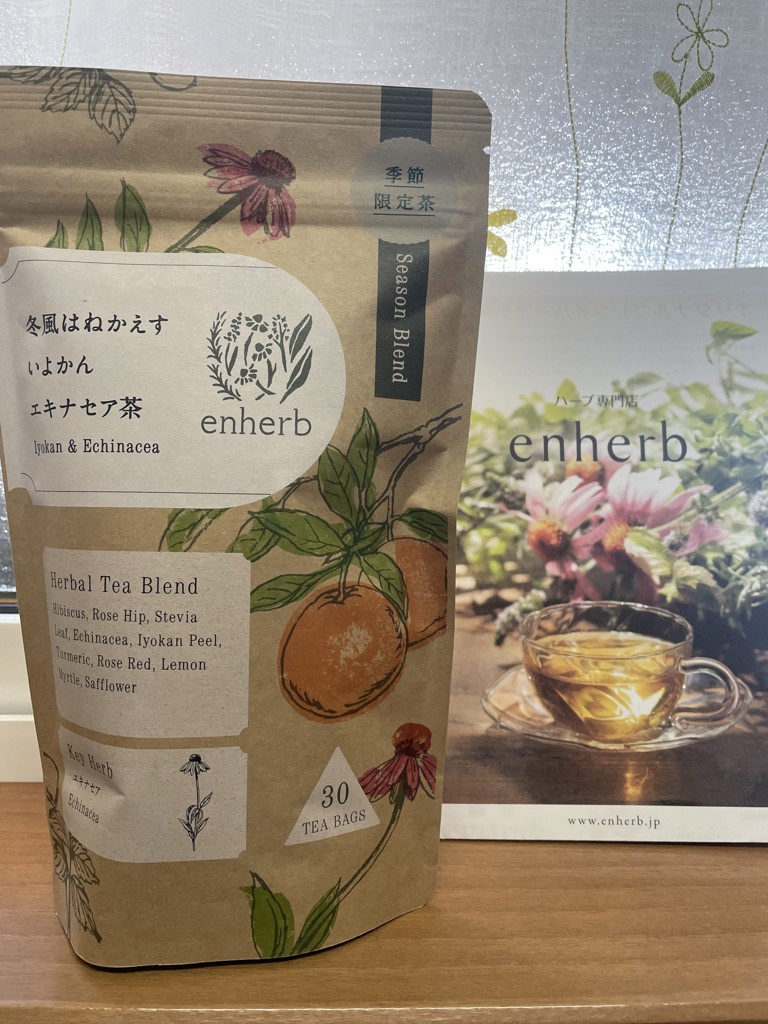 季節
限定茶
Season Blend
冬風はねかえす
いよかん
エキナセア茶
Iyokan & Echinacea
enherb
Herbal Tea Blend
Hibiscus, Rose Hip, Stevia
Leaf, Echinacea, Iyokan Peel,
Turmeric, Rose Red, Lemon
Myrtle, Safflower
Key Herb
エキナセア
Echinacea
30
TEA BAGS
ハーブ専門店
enherb
www.enherb.jp